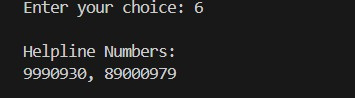 Enter your choice: 6
Helpline Numbers:
9990930, 89000979